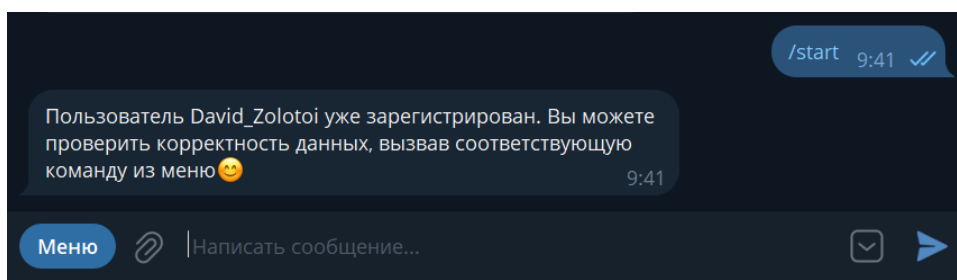 /start 9:41
Пользователь David_Zolotoi уже зарегистрирован. Вы можете
проверить корректность данных, вызвав соответствующую
команду из меню😊
9:41
Меню
Написать сообщение...